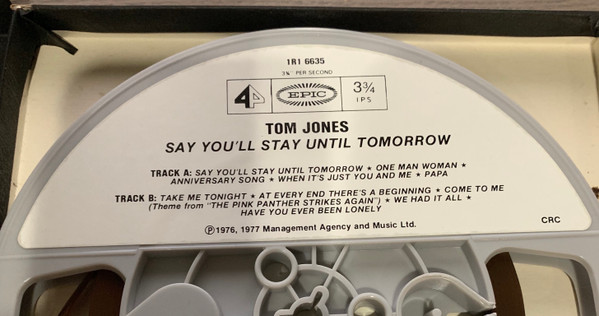 1R1 6635
3¾" PER SECOND
4P EPIC 3¾ IPS
TOM JONES
SAY YOU'LL STAY UNTIL TOMORROW
TRACK A: SAY YOU'LL STAY UNTIL TOMORROW ★ ONE MAN WOMAN ★
ANNIVERSARY SONG ★ WHEN IT'S JUST YOU AND ME ★ PAPA
TRACK B: TAKE ME TONIGHT ★ AT EVERY END THERE'S A BEGINNING ★ COME TO ME
(Theme from "THE PINK PANTHER STRIKES AGAIN") ★ WE HAD IT ALL ★
HAVE YOU EVER BEEN LONELY
Ⓟ1976, 1977 Management Agency and Music Ltd.
CRC